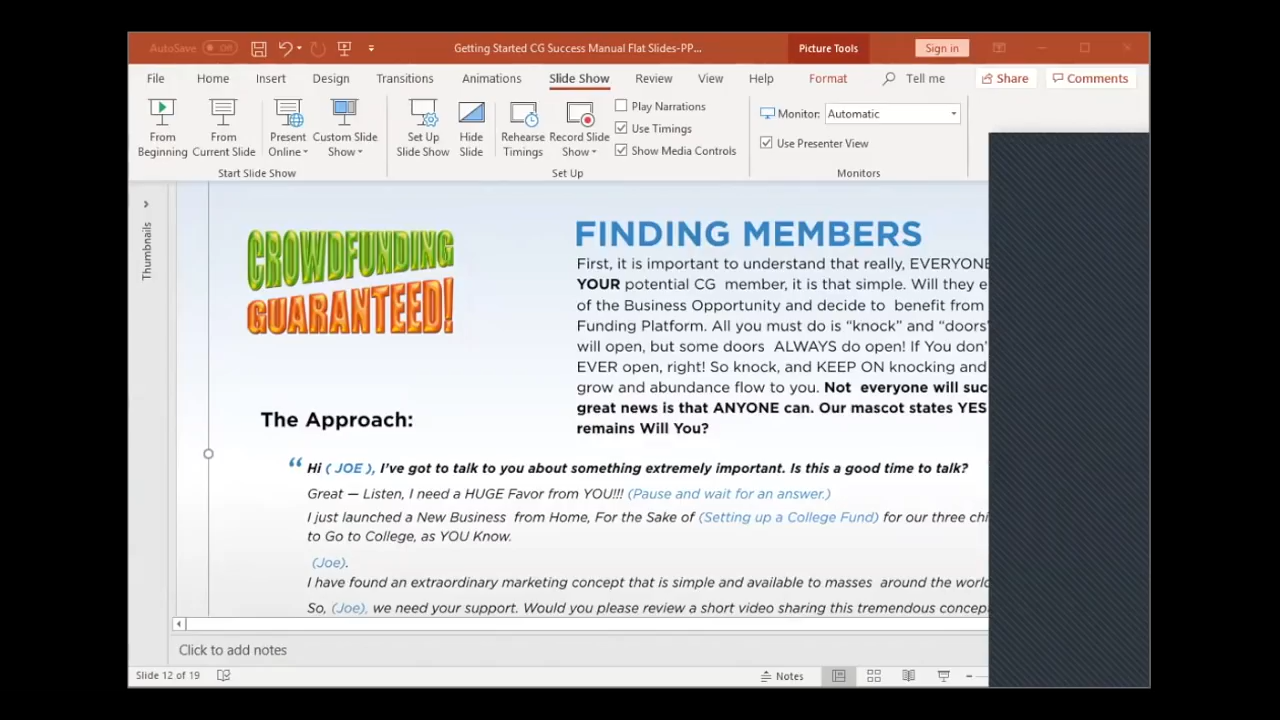 AutoSave Off
Getting Started CG Success Manual Flat Slides-PP...
Picture Tools
Sign in
File Home Insert Design Transitions Animations Slide Show Review View Help Format Tell me Share Comments
From Beginning
From Current Slide
Present Online
Custom Slide Show
Set Up Slide Show
Hide Slide
Rehearse Timings
Record Slide Show
Play Narrations
Use Timings
Show Media Controls
Monitor: Automatic
Use Presenter View
Start Slide Show
Set Up
Monitors
Thumbnails
CROWDFUNDING
GUARANTEED!
FINDING MEMBERS
First, it is important to understand that really, EVERYONE
YOUR potential CG member, it is that simple. Will they e
of the Business Opportunity and decide to benefit from
Funding Platform. All you must do is “knock” and “doors”
will open, but some doors ALWAYS do open! If You don’
EVER open, right! So knock, and KEEP ON knocking and
grow and abundance flow to you. Not everyone will suc
great news is that ANYONE can. Our mascot states YES
remains Will You?
The Approach:
“ Hi ( JOE ), I’ve got to talk to you about something extremely important. Is this a good time to talk?
Great — Listen, I need a HUGE Favor from YOU!!! (Pause and wait for an answer.)
I just launched a New Business from Home, For the Sake of (Setting up a College Fund) for our three chi
to Go to College, as YOU Know.
(Joe).
I have found an extraordinary marketing concept that is simple and available to masses around the world
So, (Joe), we need your support. Would you please review a short video sharing this tremendous concep
Click to add notes
Slide 12 of 19
Notes